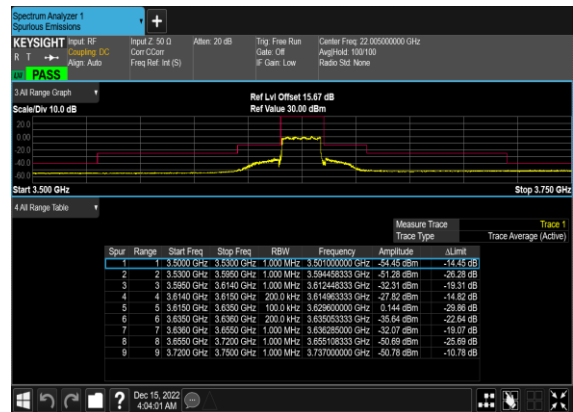 Spectrum Analyzer 1
Spurious Emissions
KEYSIGHT Input: RF Input Z: 50 Ω Atten: 20 dB Trig: Free Run Center Freq: 22.005000000 GHz
R T Coupling: DC Corr CCorr Gate: Off Avg|Hold: 100/100
Align: Auto Freq Ref: Int (S) IF Gain: Low Radio Std: None
PASS
3 All Range Graph
Ref Lvl Offset 15.67 dB
Scale/Div 10.0 dB Ref Value 30.00 dBm
20.0
0.00
-20.0
-40.0
-60.0
Start 3.500 GHz Stop 3.750 GHz
4 All Range Table
Measure Trace Trace 1
Trace Type Trace Average (Active)
Spur Range Start Freq Stop Freq RBW Frequency Amplitude ΔLimit
1 1 3.5000 GHz 3.5300 GHz 1.000 MHz 3.501000000 GHz -54.45 dBm -14.45 dB
2 2 3.5300 GHz 3.5950 GHz 1.000 MHz 3.594458333 GHz -51.28 dBm -26.28 dB
3 3 3.5950 GHz 3.6140 GHz 1.000 MHz 3.612448333 GHz -32.31 dBm -19.31 dB
4 4 3.6140 GHz 3.6150 GHz 200.0 kHz 3.614963333 GHz -27.82 dBm -14.82 dB
5 5 3.6150 GHz 3.6350 GHz 100.0 kHz 3.629600000 GHz 0.144 dBm -29.86 dB
6 6 3.6350 GHz 3.6360 GHz 200.0 kHz 3.635053333 GHz -35.64 dBm -22.64 dB
7 7 3.6360 GHz 3.6550 GHz 1.000 MHz 3.636285000 GHz -32.07 dBm -19.07 dB
8 8 3.6550 GHz 3.7200 GHz 1.000 MHz 3.655108333 GHz -50.69 dBm -25.69 dB
9 9 3.7200 GHz 3.7500 GHz 1.000 MHz 3.737000000 GHz -50.78 dBm -10.78 dB
Dec 15, 2022
4:04:01 AM